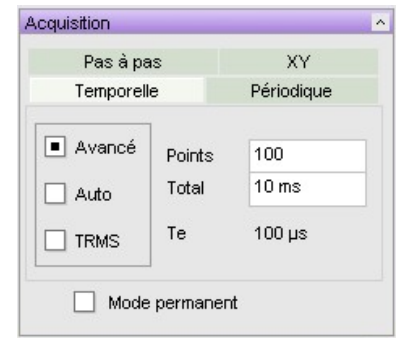 Acquisition
Pas à pas XY
Temporelle Périodique
Avancé Points 100
Auto Total 10 ms
TRMS Te 100 µs
Mode permanent